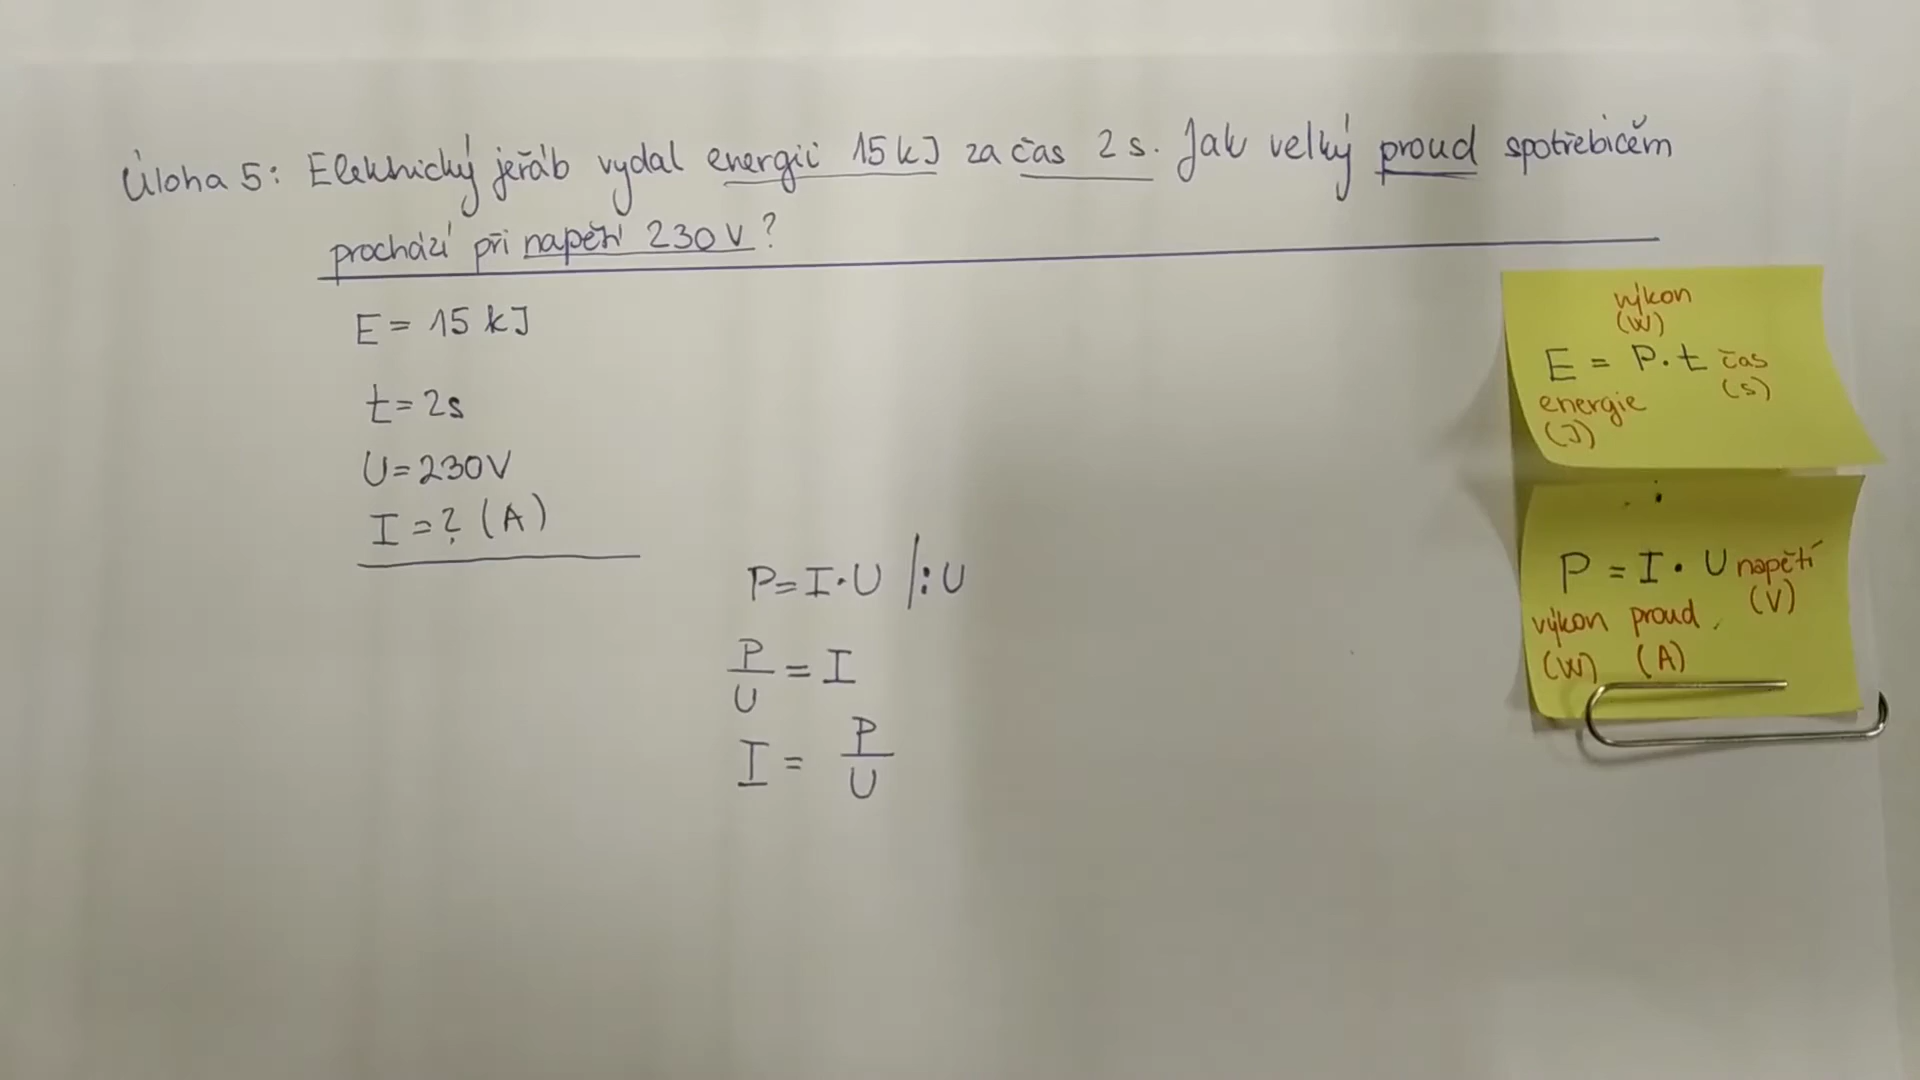 Úloha 5: Elektrický jeřáb vydal energii 15 kJ za čas 2 s. Jak velký proud spotřebičem
prochází při napětí 230 V?
E = 15 kJ
t = 2s
U = 230V
I = ? (A)
P = I · U /: U
P/U = I
I = P/U
výkon
(W)
E = P · t čas
energie (s)
(J)
P = I · U napětí
výkon proud (V)
(W) (A)